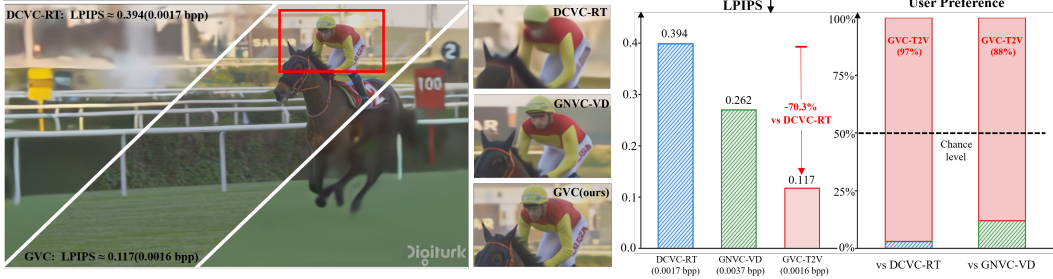 DCVC-RT: LPIPS ≈ 0.394(0.0017 bpp)
SARA
2
100
2
GVC: LPIPS ≈ 0.117(0.0016 bpp)
Digiturk
DCVC-RT
GNVC-VD
GVC(ours)
LPIPS ↓
0.4
0.3
0.2
0.1
0.0
0.394
0.262
0.117
-70.3%
vs DCVC-RT
DCVC-RT
(0.0017 bpp)
GNVC-VD
(0.0037 bpp)
GVC-T2V
(0.0016 bpp)
User Preference
100%
75%
50%
25%
0%
GVC-T2V
(97%)
GVC-T2V
(88%)
Chance
level
vs DCVC-RT
vs GNVC-VD